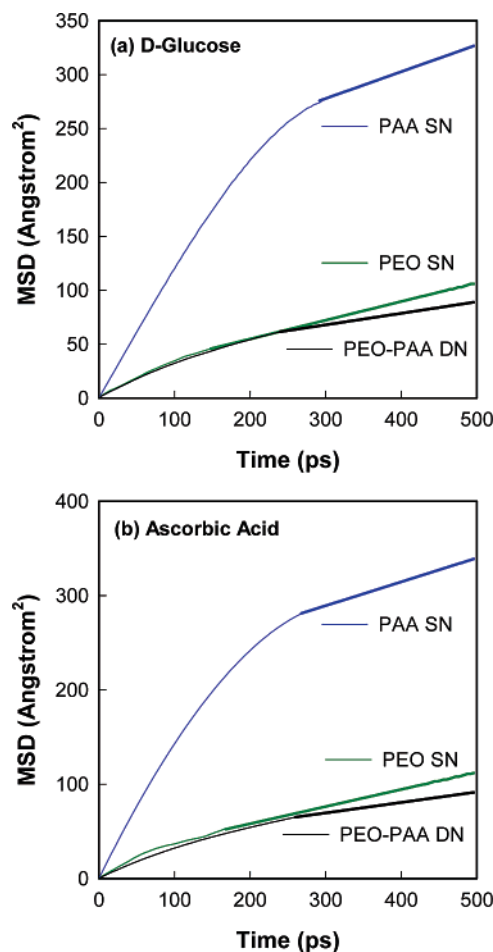 (a) D-Glucose
MSD (Angstrom²)
350
300
250
200
150
100
50
0
PAA SN
PEO SN
PEO-PAA DN
0 100 200 300 400 500
Time (ps)
(b) Ascorbic Acid
MSD (Angstrom²)
400
300
200
100
0
PAA SN
PEO SN
PEO-PAA DN
0 100 200 300 400 500
Time (ps)